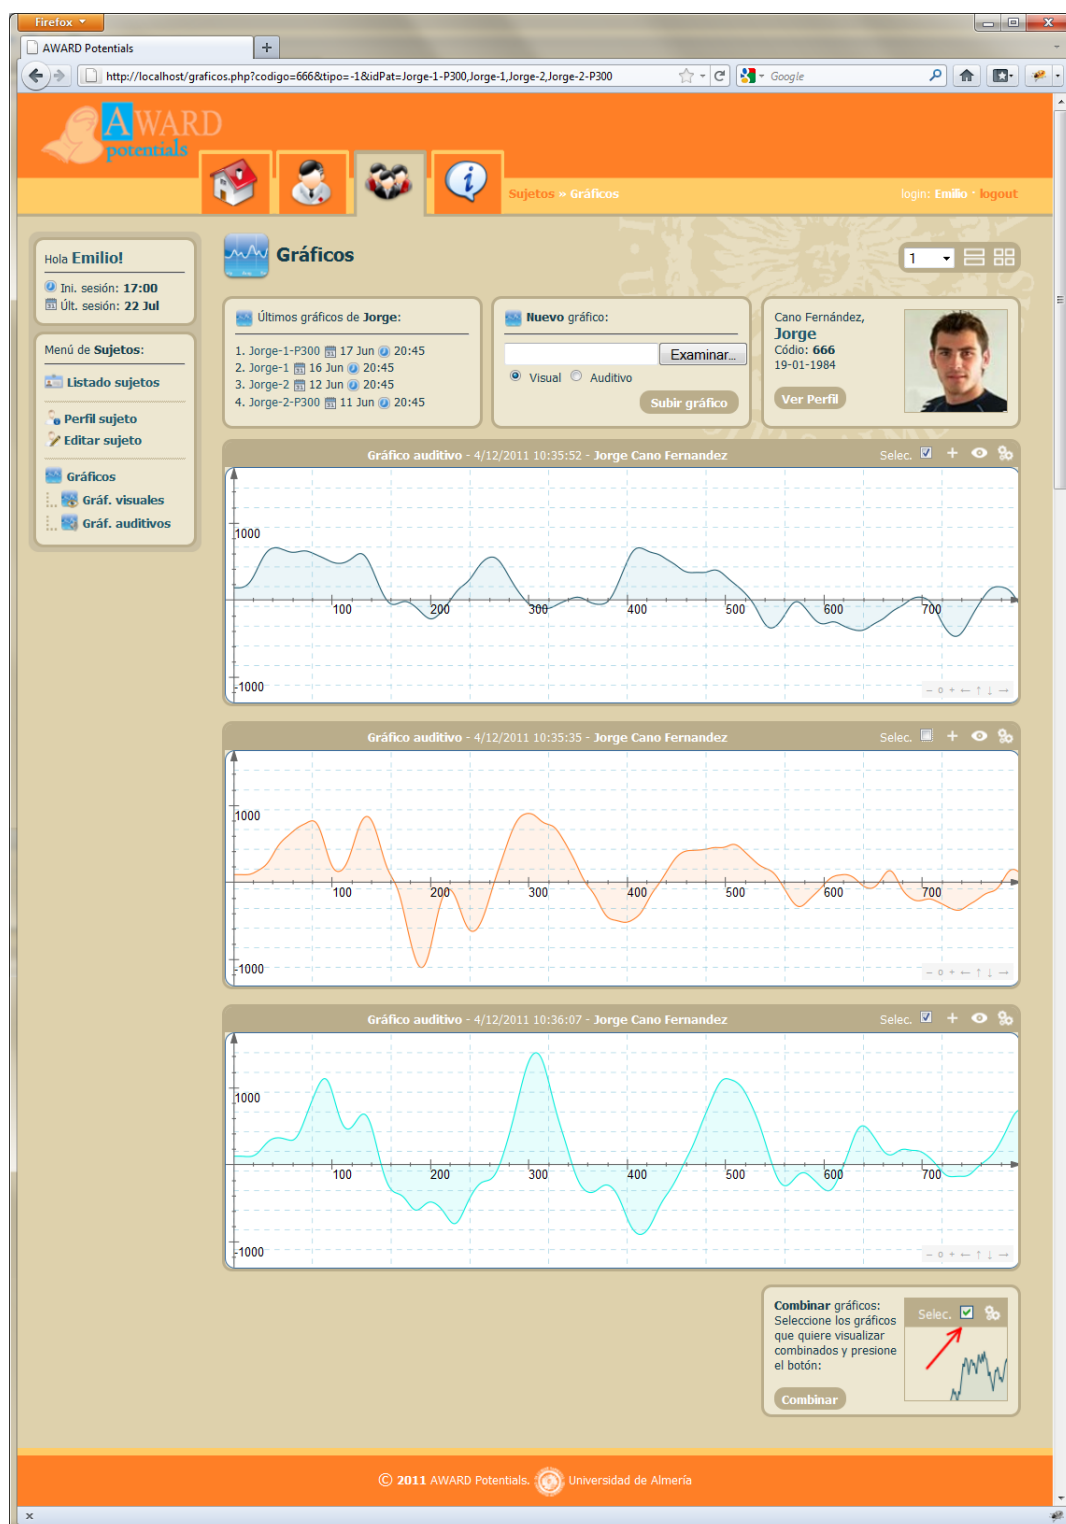 Firefox
AWARD Potentials
http://localhost/graficos.php?codigo=666&tipo=-1&idPat=Jorge-1-P300,Jorge-1,Jorge-2,Jorge-2-P300
Google
AWARD
potentials
Sujetos » Gráficos
login: Emilio · logout
Hola Emilio!
Ini. sesión: 17:00
Últ. sesión: 22 Jul
Menú de Sujetos:
Listado sujetos
Perfil sujeto
Editar sujeto
Gráficos
Gráf. visuales
Gráf. auditivos
Gráficos
1
Últimos gráficos de Jorge:
1. Jorge-1-P300 17 Jun 20:45
2. Jorge-1 16 Jun 20:45
3. Jorge-2 12 Jun 20:45
4. Jorge-2-P300 11 Jun 20:45
Nuevo gráfico:
Examinar...
Visual Auditivo
Subir gráfico
Cano Fernández,
Jorge
Códio: 666
19-01-1984
Ver Perfil
Gráfico auditivo - 4/12/2011 10:35:52 - Jorge Cano Fernandez
Selec.
1000
100 200 300 400 500 600 700
-1000
Gráfico auditivo - 4/12/2011 10:35:35 - Jorge Cano Fernandez
Selec.
1000
100 200 300 400 500 600 700
-1000
Gráfico auditivo - 4/12/2011 10:36:07 - Jorge Cano Fernandez
Selec.
1000
100 200 300 400 500 600 700
-1000
Combinar gráficos:
Seleccione los gráficos
que quiere visualizar
combinados y presione
el botón:
Combinar
Selec.
© 2011 AWARD Potentials. Universidad de Almería